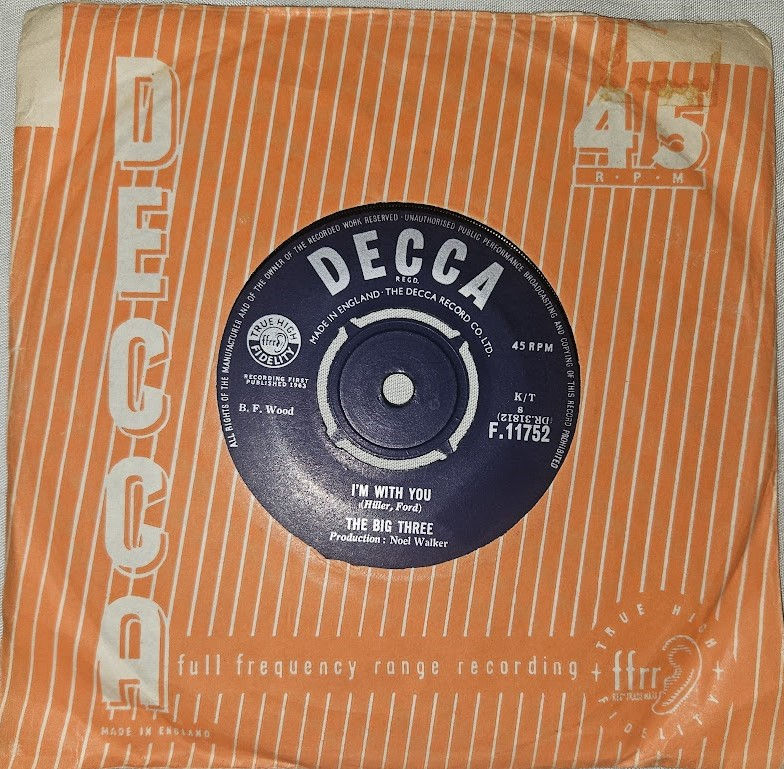 DECCA
45
R·P·M
ALL RIGHTS OF THE MANUFACTURER AND OF THE OWNER OF THE RECORDED WORK RESERVED · UNAUTHORISED PUBLIC PERFORMANCE BROADCASTING AND COPYING OF THIS RECORD PROHIBITED
DECCA
REGD.
MADE IN ENGLAND · THE DECCA RECORD CO., LTD.
TRUE HIGH
ffrr
FIDELITY
RECORDING FIRST
PUBLISHED 1963
B. F. Wood
45 RPM
K/T
s
(DR.31812)
F.11752
I'M WITH YOU
(Hiller, Ford)
THE BIG THREE
Production : Noel Walker
full frequency range recording
TRUE HIGH
ffrr
REG. TRADE MARK
FIDELITY
MADE IN ENGLAND